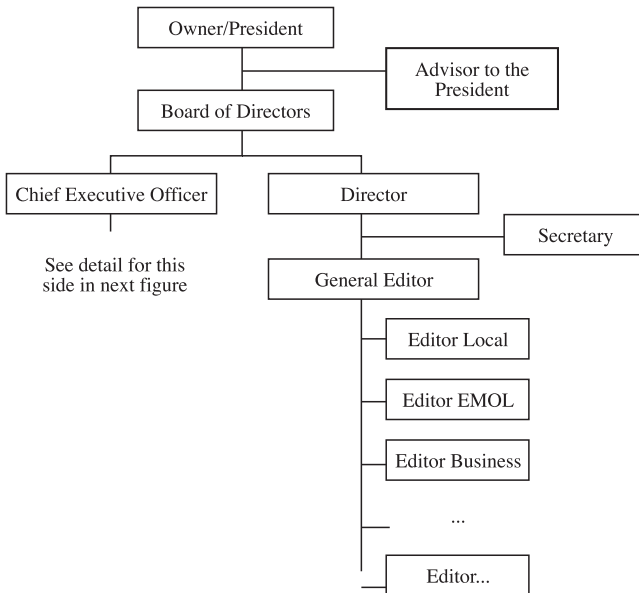 Owner/President
Advisor to the
President
Board of Directors
Chief Executive Officer
Director
Secretary
See detail for this
side in next figure
General Editor
Editor Local
Editor EMOL
Editor Business
...
Editor...